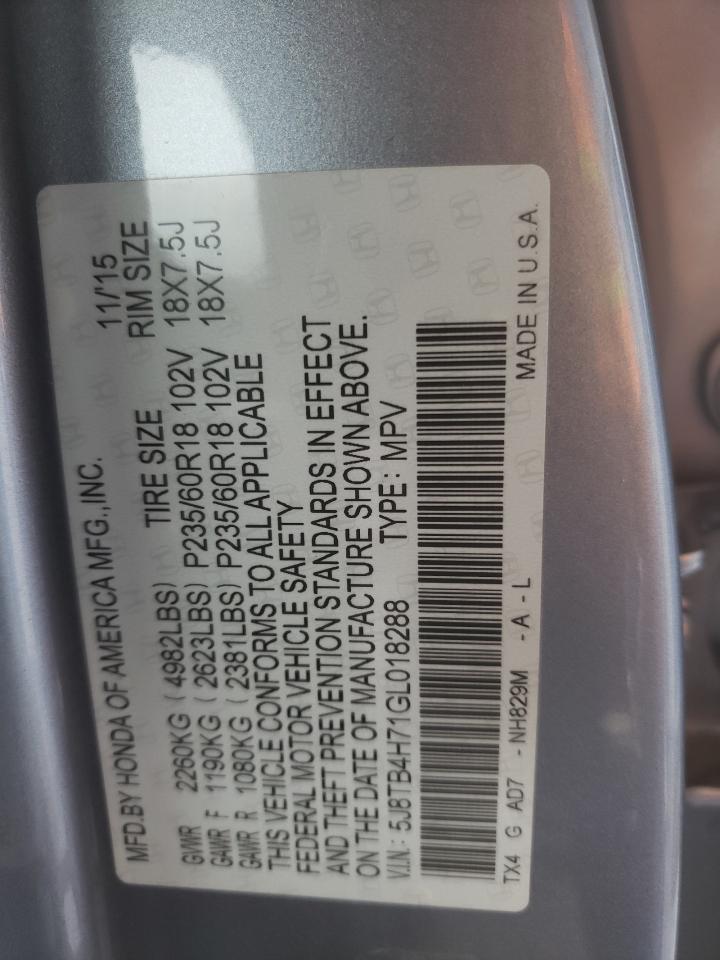 MFD.BY HONDA OF AMERICA MFG.,INC. 11/'15
TIRE SIZE RIM SIZE
GVWR 2260KG ( 4982LBS)
GAWR F 1190KG ( 2623LBS) P235/60R18 102V 18X7.5J
GAWR R 1080KG ( 2381LBS) P235/60R18 102V 18X7.5J
THIS VEHICLE CONFORMS TO ALL APPLICABLE
FEDERAL MOTOR VEHICLE SAFETY
AND THEFT PREVENTION STANDARDS IN EFFECT
ON THE DATE OF MANUFACTURE SHOWN ABOVE.
V.I.N.: 5J8TB4H71GL018288 TYPE: MPV
TX4 G AD7 -NH829M -A-L MADE IN U.S.A.